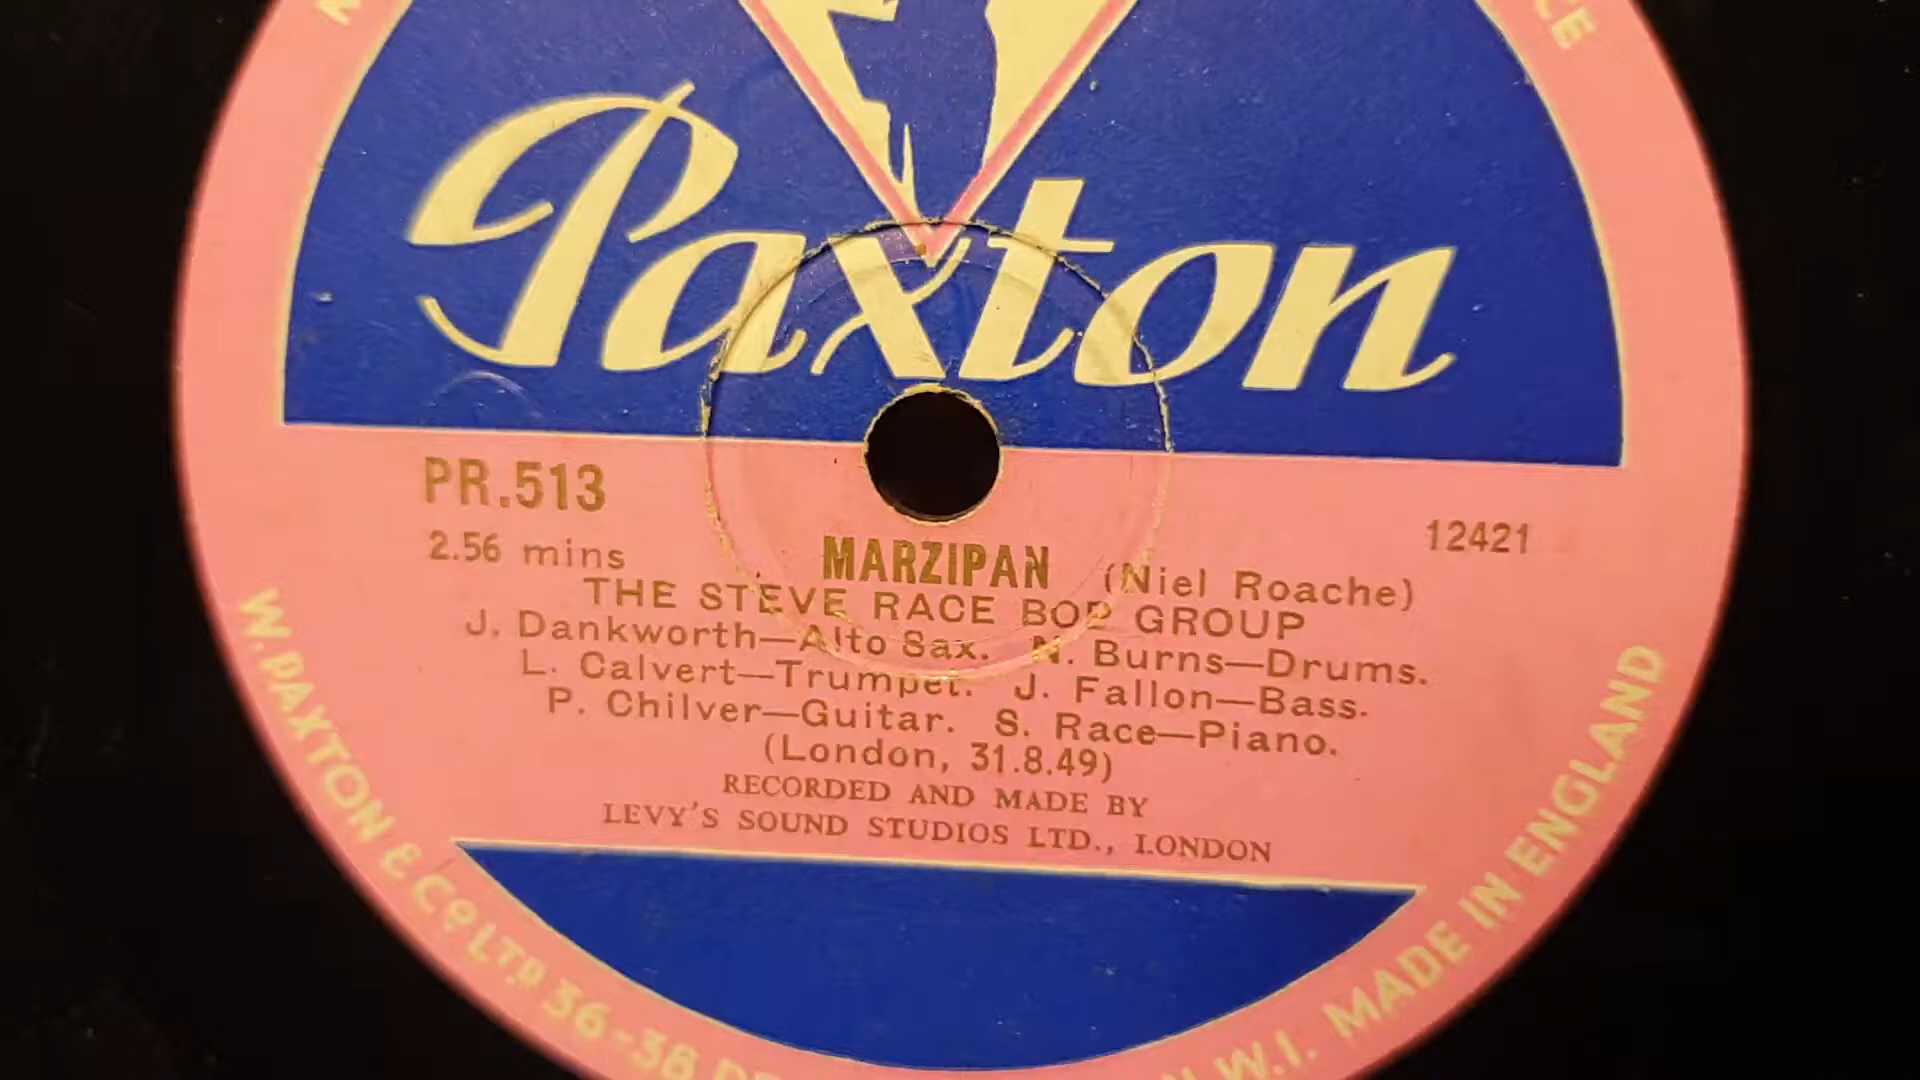 Paxton
PR.513
12421
2.56 mins
MARZIPAN (Niel Roache)
THE STEVE RACE BOP GROUP
J. Dankworth—Alto Sax. N. Burns—Drums.
L. Calvert—Trumpet. J. Fallon—Bass.
P. Chilver—Guitar. S. Race—Piano.
(London, 31.8.49)
RECORDED AND MADE BY
LEVY'S SOUND STUDIOS LTD., LONDON
W. PAXTON & CO LTD 36-38
W.I. MADE IN ENGLAND